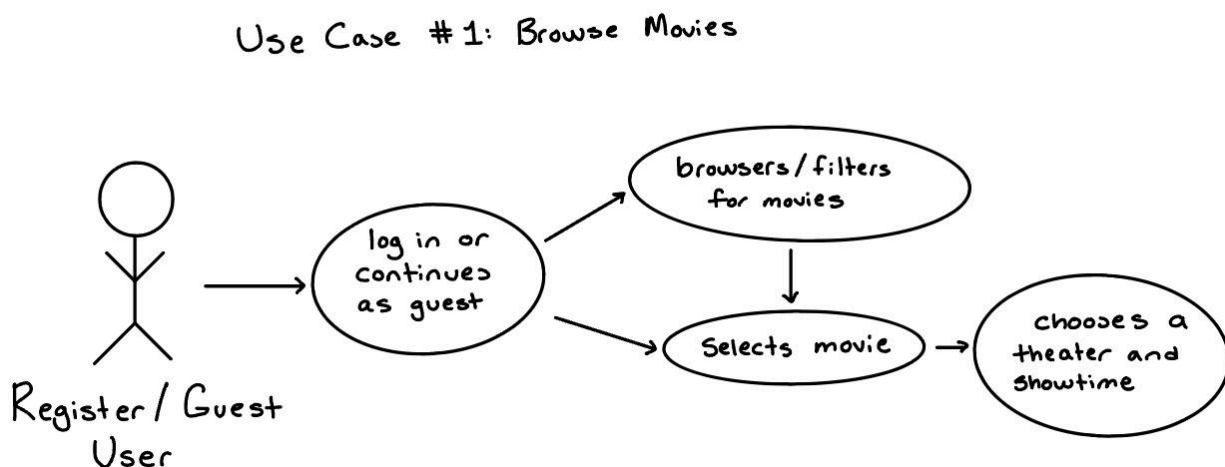 Use Case #1: Browse Movies
browsers/filters
for movies
log in or
continues
as guest
Selects movie
chooses a
theater and
showtime
Register/Guest
User